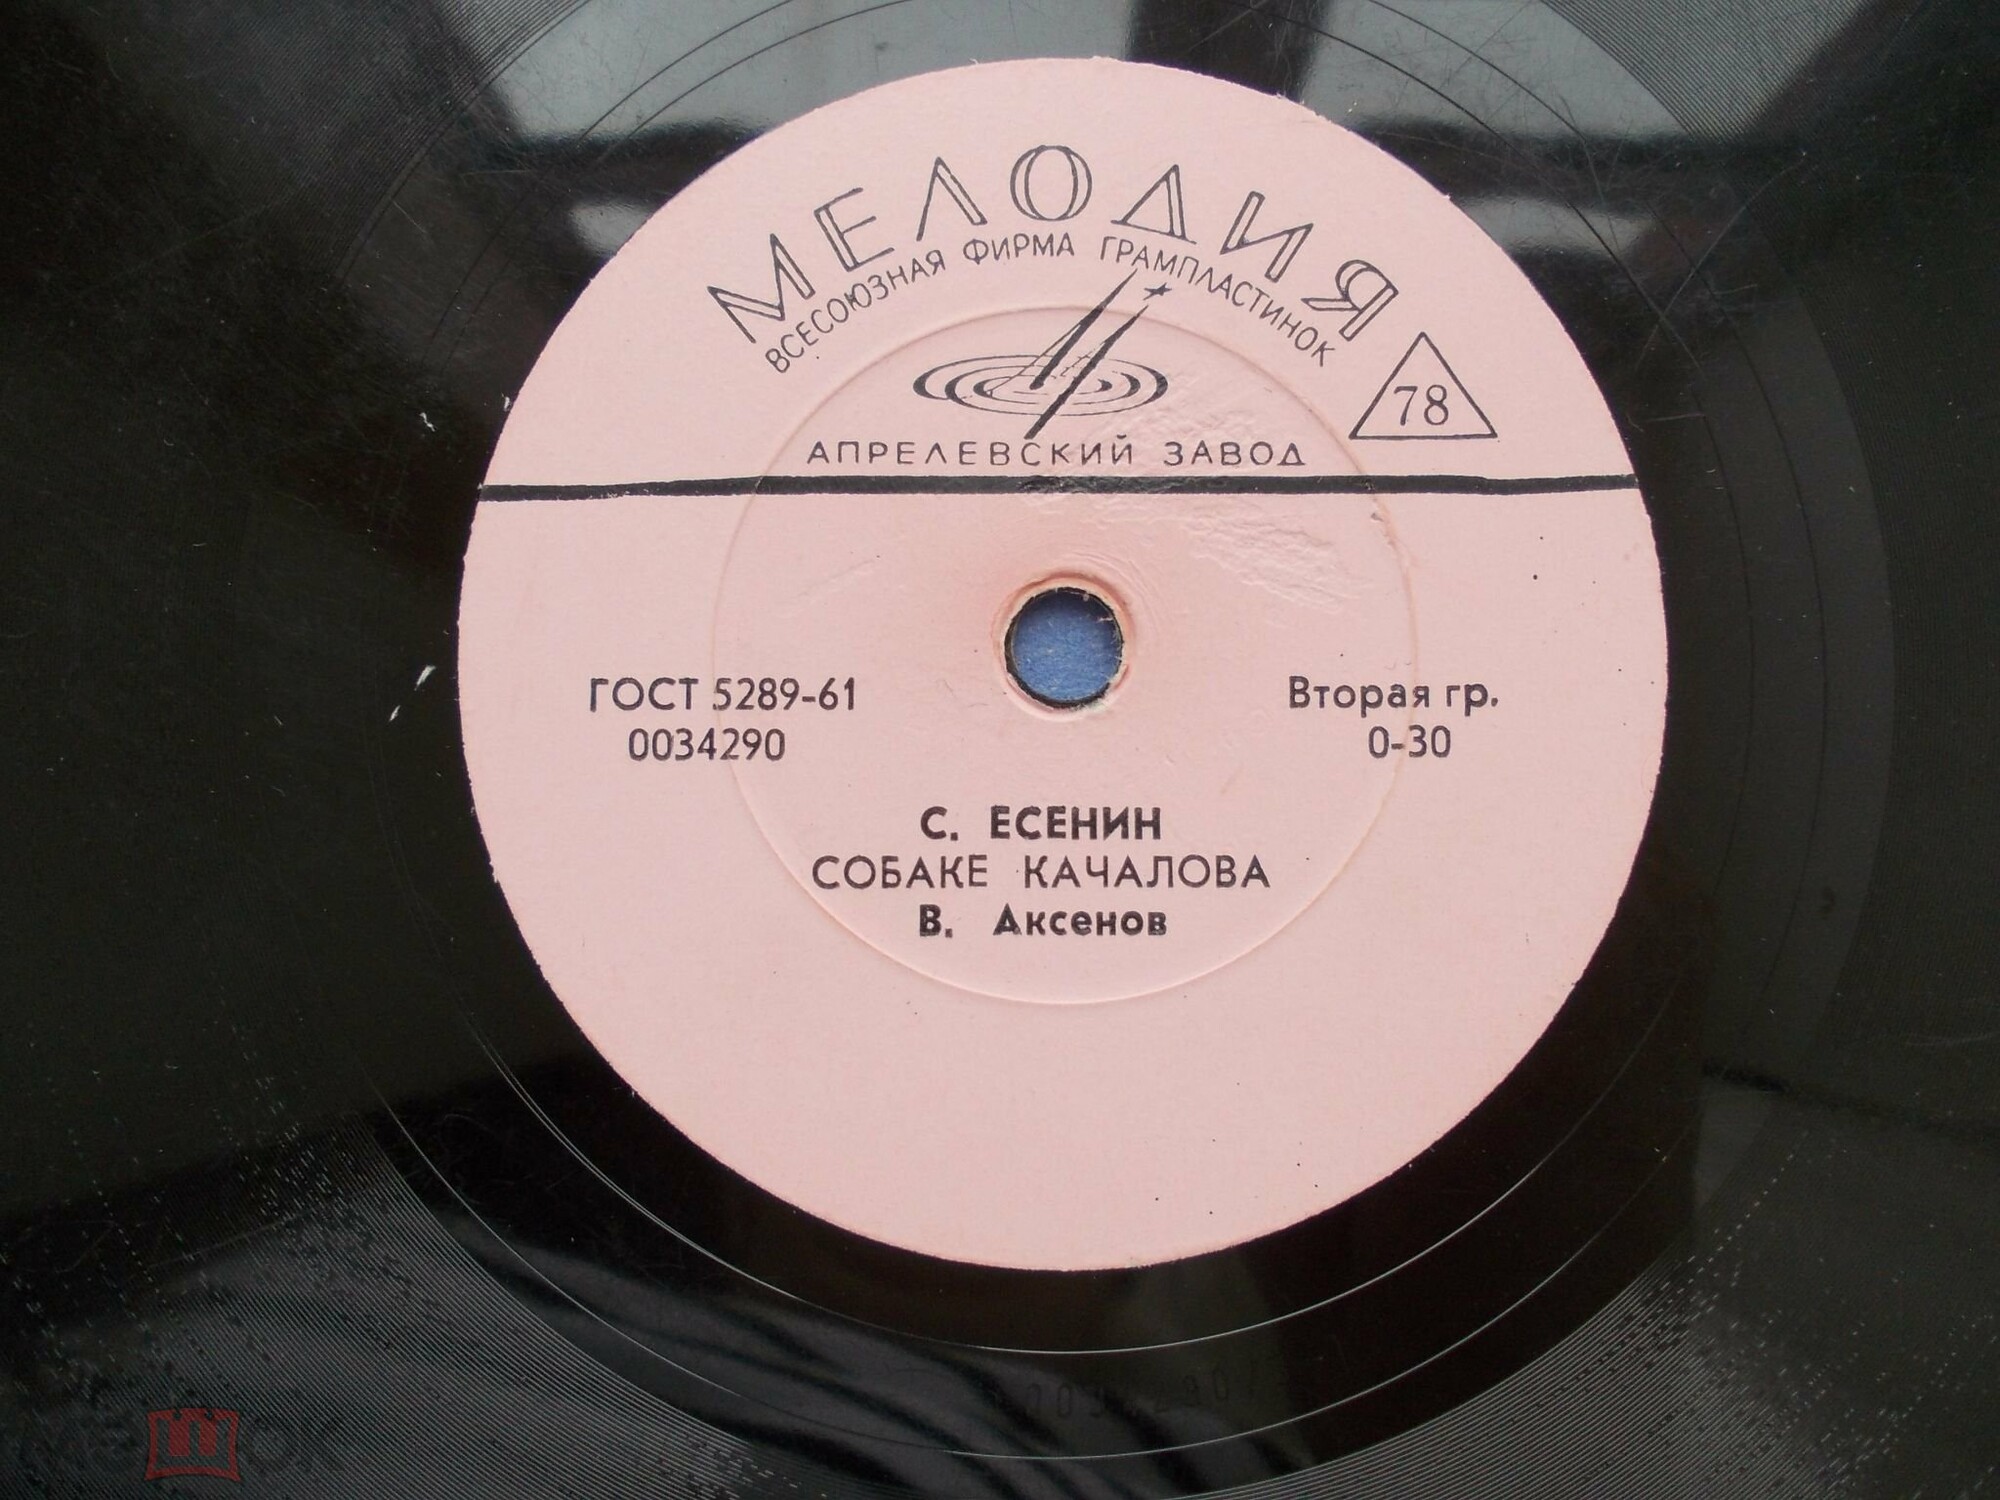 МЕЛОДИЯ
ВСЕСОЮЗНАЯ ФИРМА ГРАМПЛАСТИНОК
78
АПРЕЛЕВСКИЙ ЗАВОД
ГОСТ 5289-61
0034290
Вторая гр.
0-30
С. ЕСЕНИН
СОБАКЕ КАЧАЛОВА
В. Аксенов
мешок